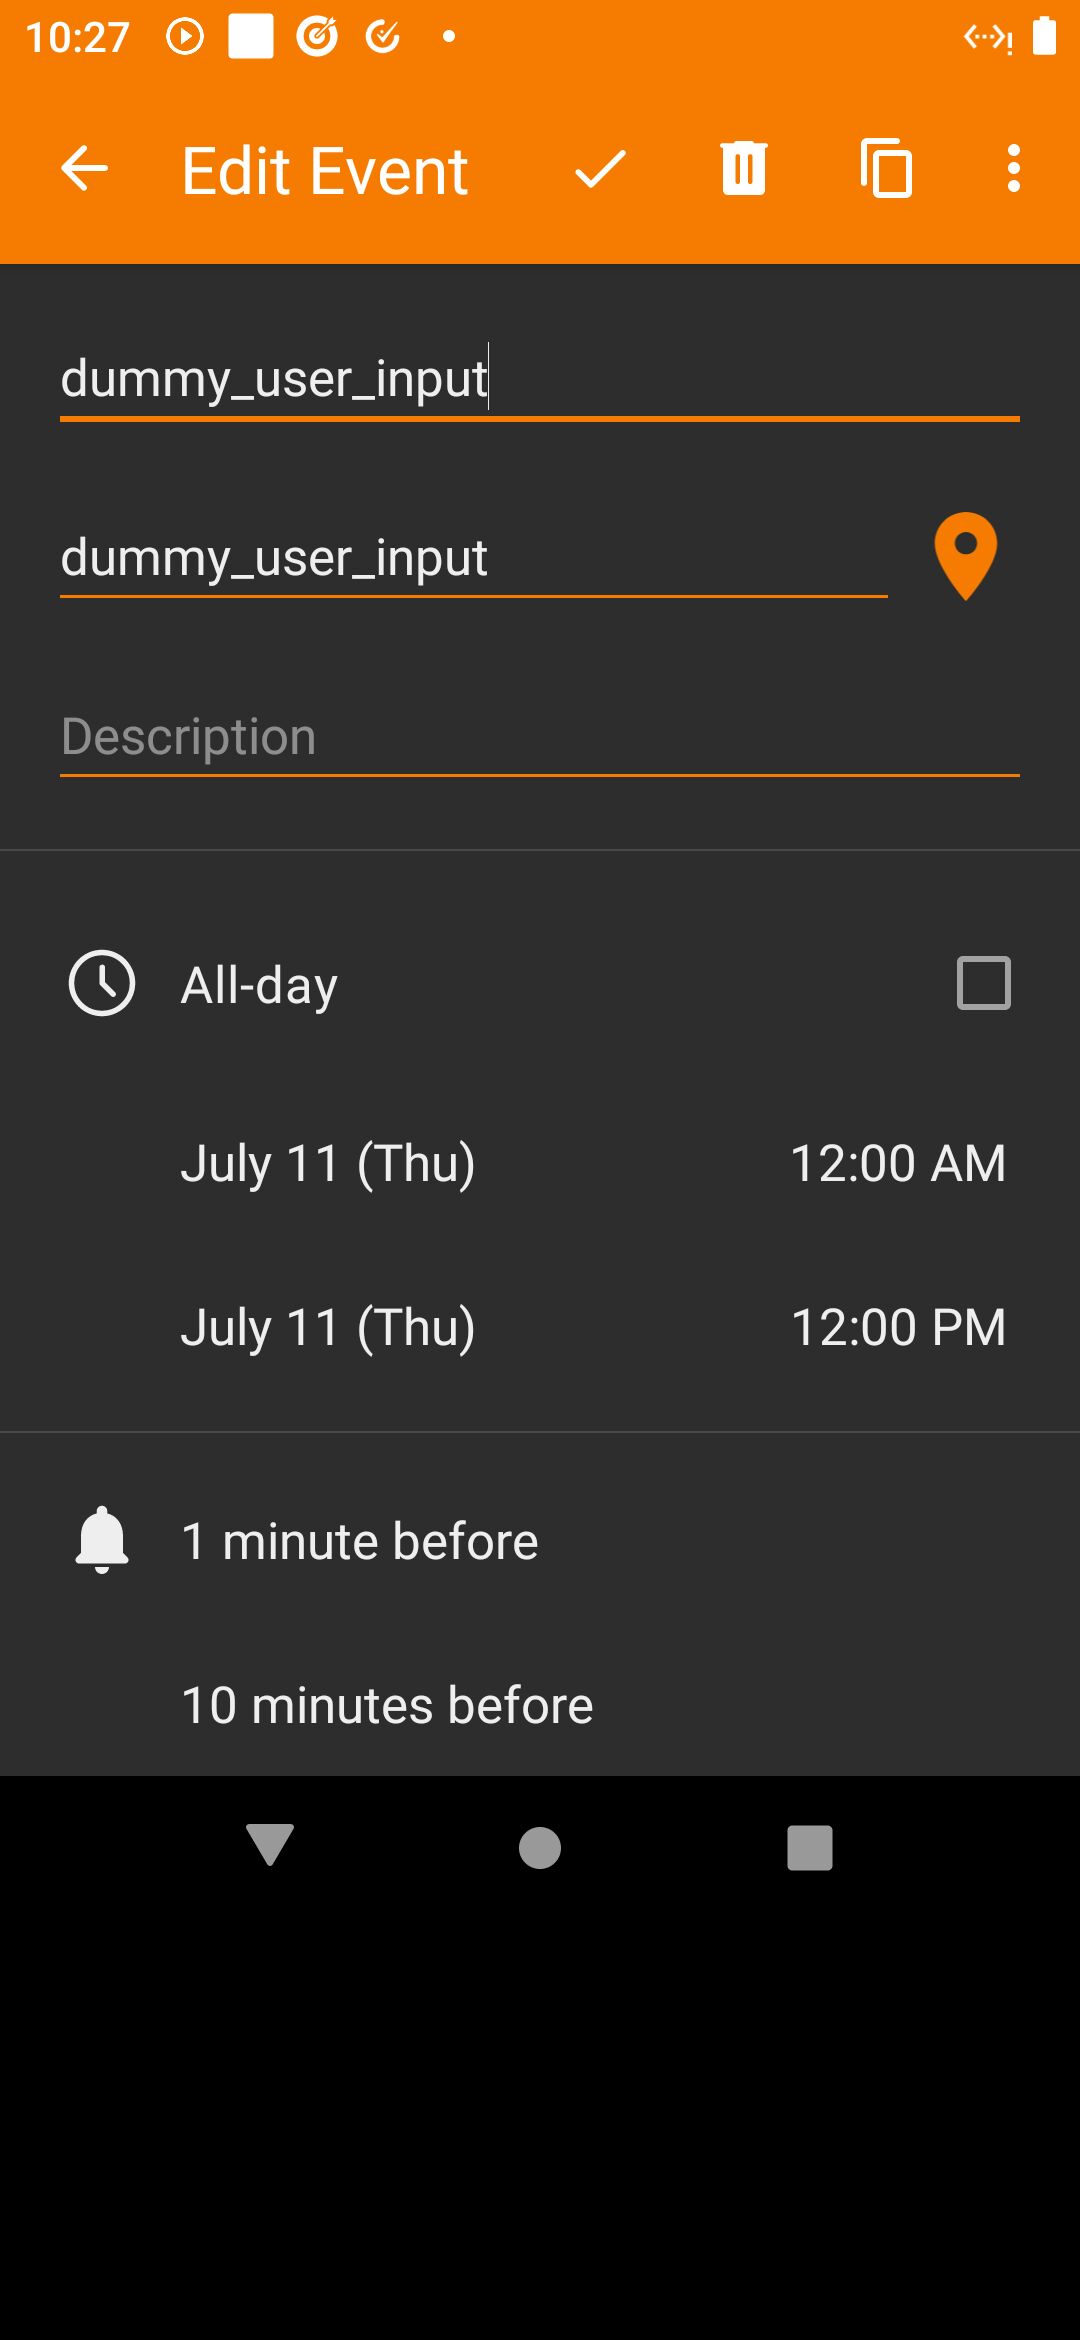 10:27
Edit Event
dummy_user_input
dummy_user_input
Description
All-day
July 11 (Thu) 12:00 AM
July 11 (Thu) 12:00 PM
1 minute before
10 minutes before